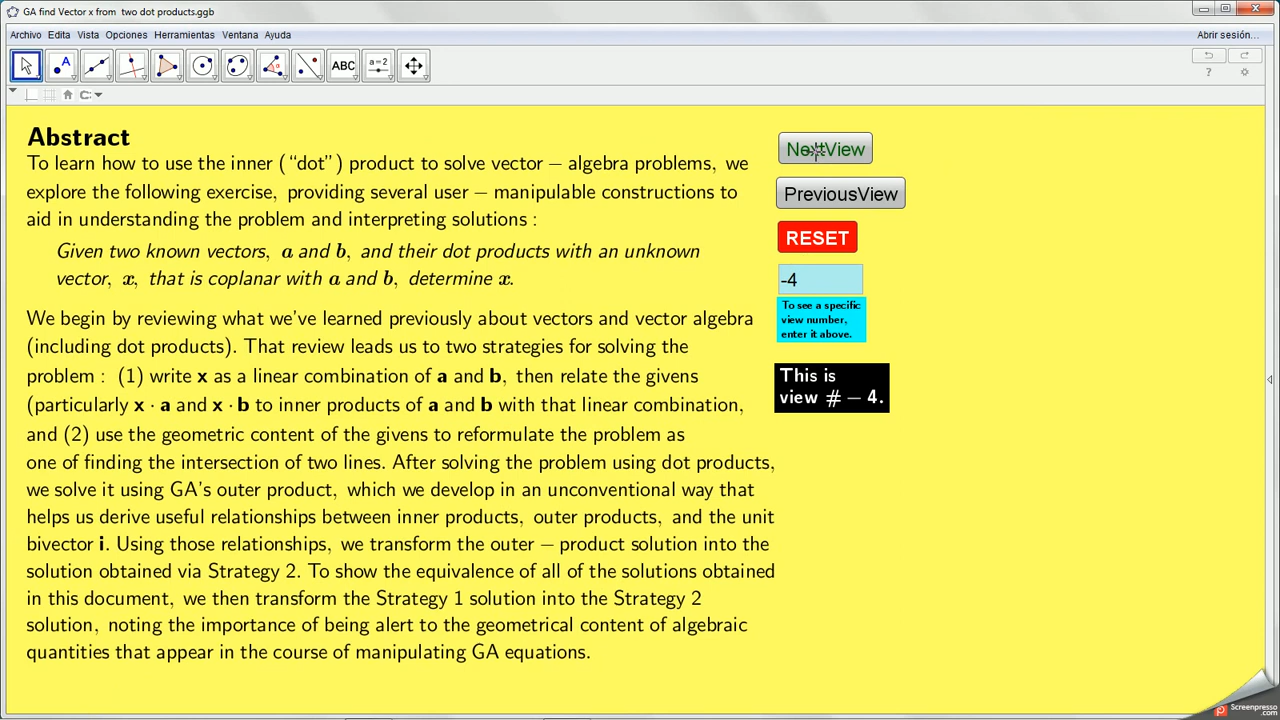 GA find Vector x from two dot products.ggb
Archivo Edita Vista Opciones Herramientas Ventana Ayuda
Abrir sesión...
A
ABC
a=2
?
Abstract
To learn how to use the inner (“dot”) product to solve vector – algebra problems, we
explore the following exercise, providing several user – manipulable constructions to
aid in understanding the problem and interpreting solutions :
Given two known vectors, a and b, and their dot products with an unknown
vector, x, that is coplanar with a and b, determine x.
We begin by reviewing what we've learned previously about vectors and vector algebra
(including dot products). That review leads us to two strategies for solving the
problem : (1) write x as a linear combination of a and b, then relate the givens
(particularly x · a and x · b to inner products of a and b with that linear combination,
and (2) use the geometric content of the givens to reformulate the problem as
one of finding the intersection of two lines. After solving the problem using dot products,
we solve it using GA's outer product, which we develop in an unconventional way that
helps us derive useful relationships between inner products, outer products, and the unit
bivector i. Using those relationships, we transform the outer – product solution into the
solution obtained via Strategy 2. To show the equivalence of all of the solutions obtained
in this document, we then transform the Strategy 1 solution into the Strategy 2
solution, noting the importance of being alert to the geometrical content of algebraic
quantities that appear in the course of manipulating GA equations.
NextView
PreviousView
RESET
-4
To see a specific
view number,
enter it above.
This is
view # – 4.
Screenpresso
.com